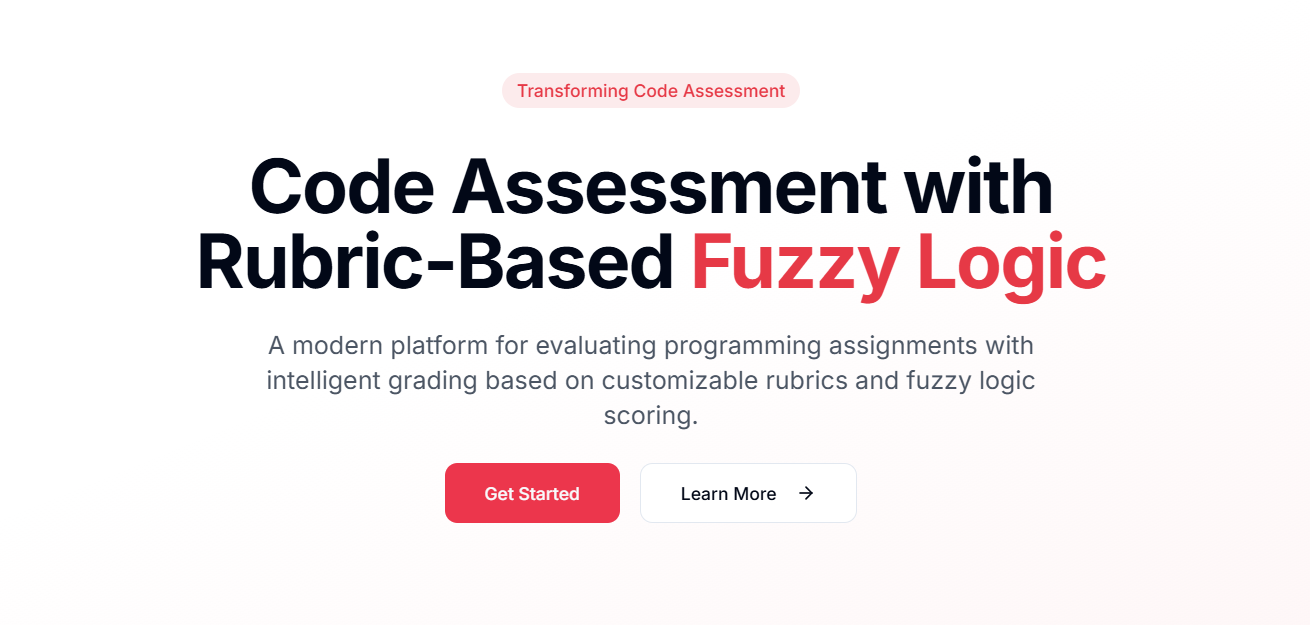 Transforming Code Assessment
Code Assessment with
Rubric-Based Fuzzy Logic
A modern platform for evaluating programming assignments with
intelligent grading based on customizable rubrics and fuzzy logic
scoring.
Get Started
Learn More →